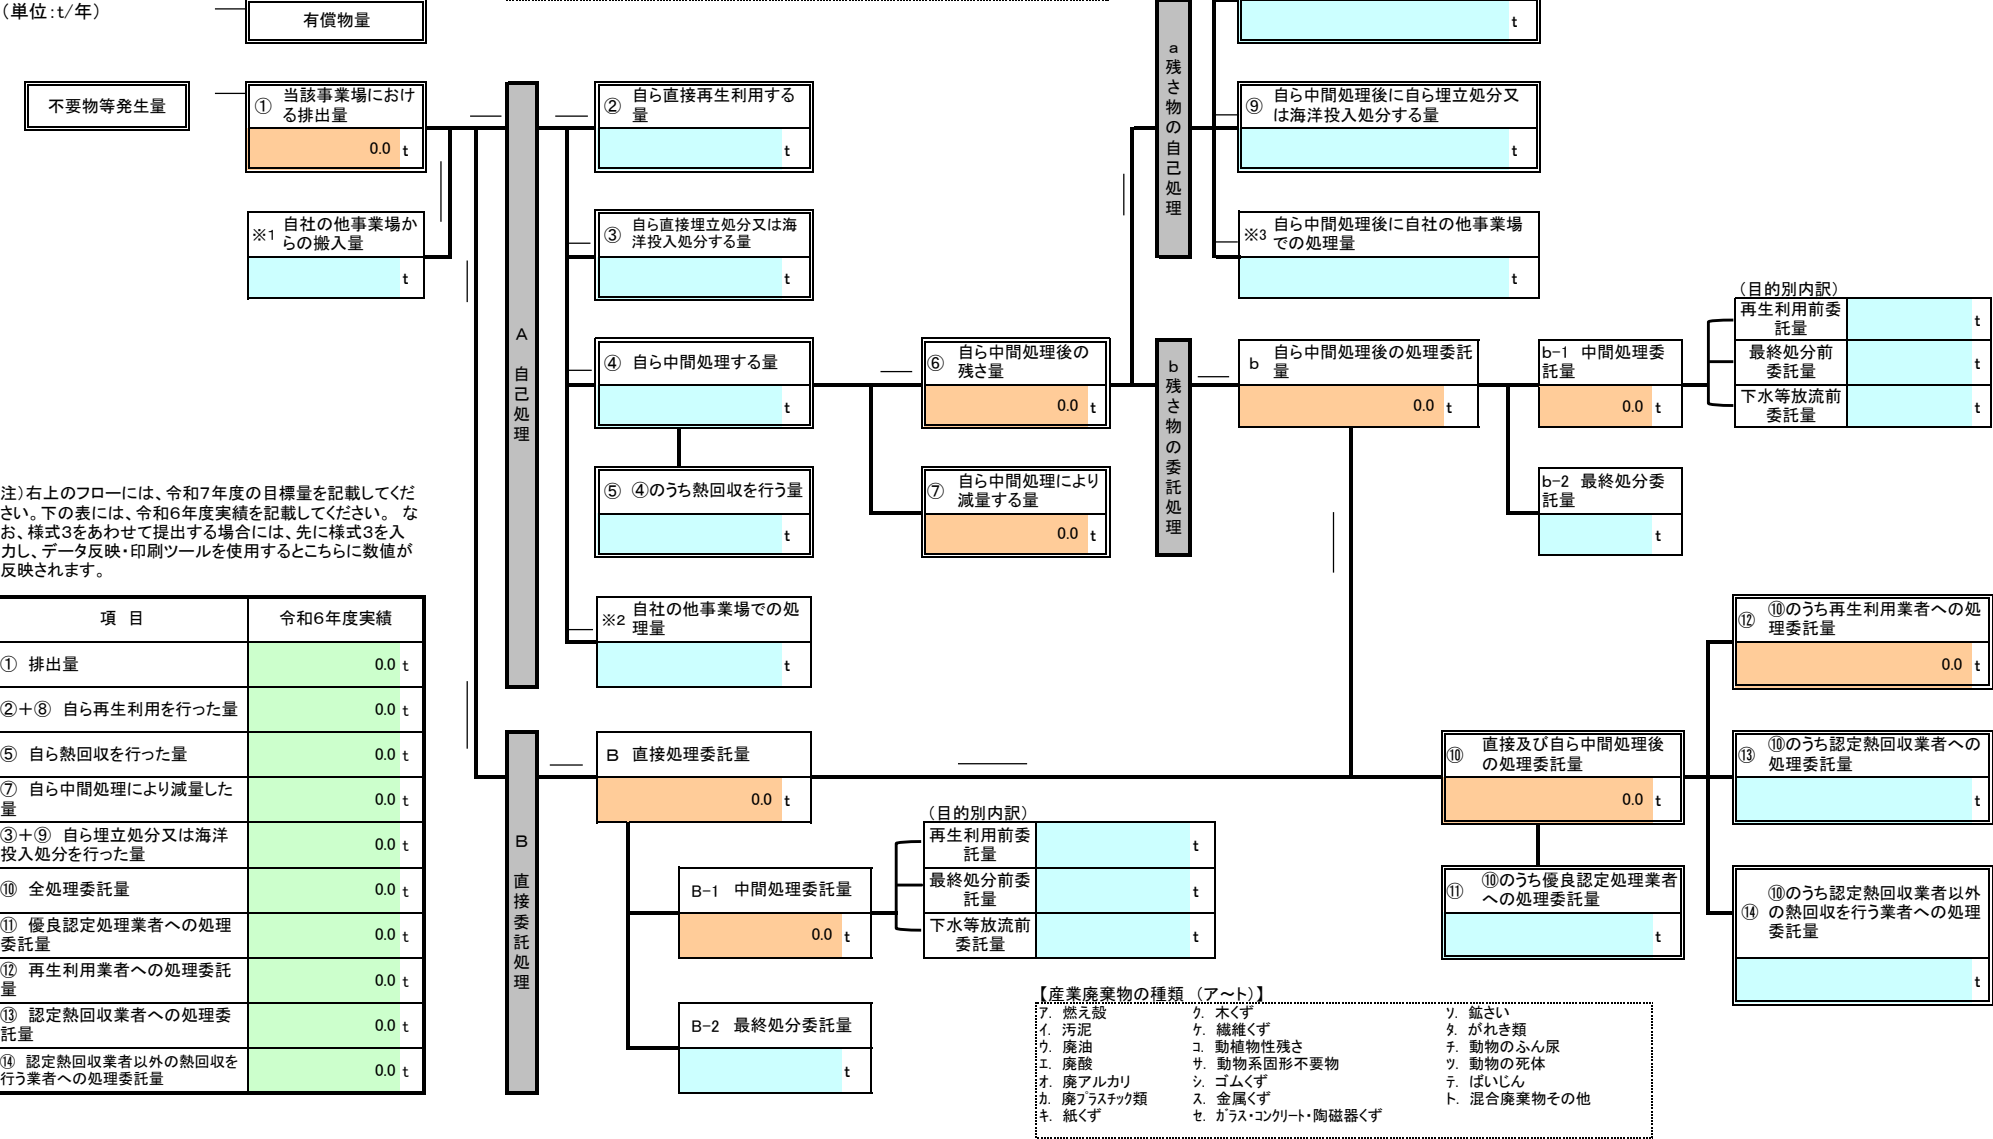 （単位：t/年）
有償物量
t
不要物等発生量
① 当該事業場におけ
る排出量
0.0 t
※1 自社の他事業場か
らの搬入量
t
A 自己処理
② 自ら直接再生利用する
量
t
③ 自ら直接埋立処分又は海
洋投入処分する量
t
④ 自ら中間処理する量
t
⑤ ④のうち熱回収を行う量
t
※2 自社の他事業場での処
理量
t
⑥ 自ら中間処理後の
残さ量
0.0 t
⑦ 自ら中間処理により
減量する量
0.0 t
a 残さ物の自己処理
⑨ 自ら中間処理後に自ら埋立処分又
は海洋投入処分する量
t
※3 自ら中間処理後に自社の他事業場
での処理量
t
b 残さ物の委託処理
b 自ら中間処理後の処理委託
量
0.0 t
b-1 中間処理委
託量
0.0 t
b-2 最終処分委
託量
t
（目的別内訳）
再生利用前委
託量
t
最終処分前
委託量
t
下水等放流前
委託量
t
注）右上のフローには、令和7年度の目標量を記載してくだ
さい。下の表には、令和6年度実績を記載してください。 な
お、様式3をあわせて提出する場合には、先に様式3を入
力し、データ反映・印刷ツールを使用するとこちらに数値が
反映されます。
項 目 令和6年度実績
① 排出量 0.0 t
②＋⑧ 自ら再生利用を行った量 0.0 t
⑤ 自ら熱回収を行った量 0.0 t
⑦ 自ら中間処理により減量した
量 0.0 t
③＋⑨ 自ら埋立処分又は海洋
投入処分を行った量 0.0 t
⑩ 全処理委託量 0.0 t
⑪ 優良認定処理業者への処理
委託量 0.0 t
⑫ 再生利用業者への処理委託
量 0.0 t
⑬ 認定熱回収業者への処理委
託量 0.0 t
⑭ 認定熱回収業者以外の熱回収を
行う業者への処理委託量 0.0 t
B 直接委託処理
B 直接処理委託量
0.0 t
B-1 中間処理委託量
0.0 t
B-2 最終処分委託量
t
（目的別内訳）
再生利用前委
託量
t
最終処分前委
託量
t
下水等放流前
委託量
t
⑩ 直接及び自ら中間処理後
の処理委託量
0.0 t
⑪ ⑩のうち優良認定処理業者
への処理委託量
t
⑫ ⑩のうち再生利用業者への処
理委託量
0.0 t
⑬ ⑩のうち認定熱回収業者への
処理委託量
t
⑭ ⑩のうち認定熱回収業者以外
の熱回収を行う業者への処理
委託量
t
【産業廃棄物の種類 （ア～ト）】
ア. 燃え殻
イ. 汚泥
ウ. 廃油
エ. 廃酸
オ. 廃アルカリ
カ. 廃プラスチック類
キ. 紙くず
ク. 木くず
ケ. 繊維くず
コ. 動植物性残さ
サ. 動物系固形不要物
シ. ゴムくず
ス. 金属くず
セ. ガラス・コンクリート・陶磁器くず
ソ. 鉱さい
タ. がれき類
チ. 動物のふん尿
ツ. 動物の死体
テ. ばいじん
ト. 混合廃棄物その他